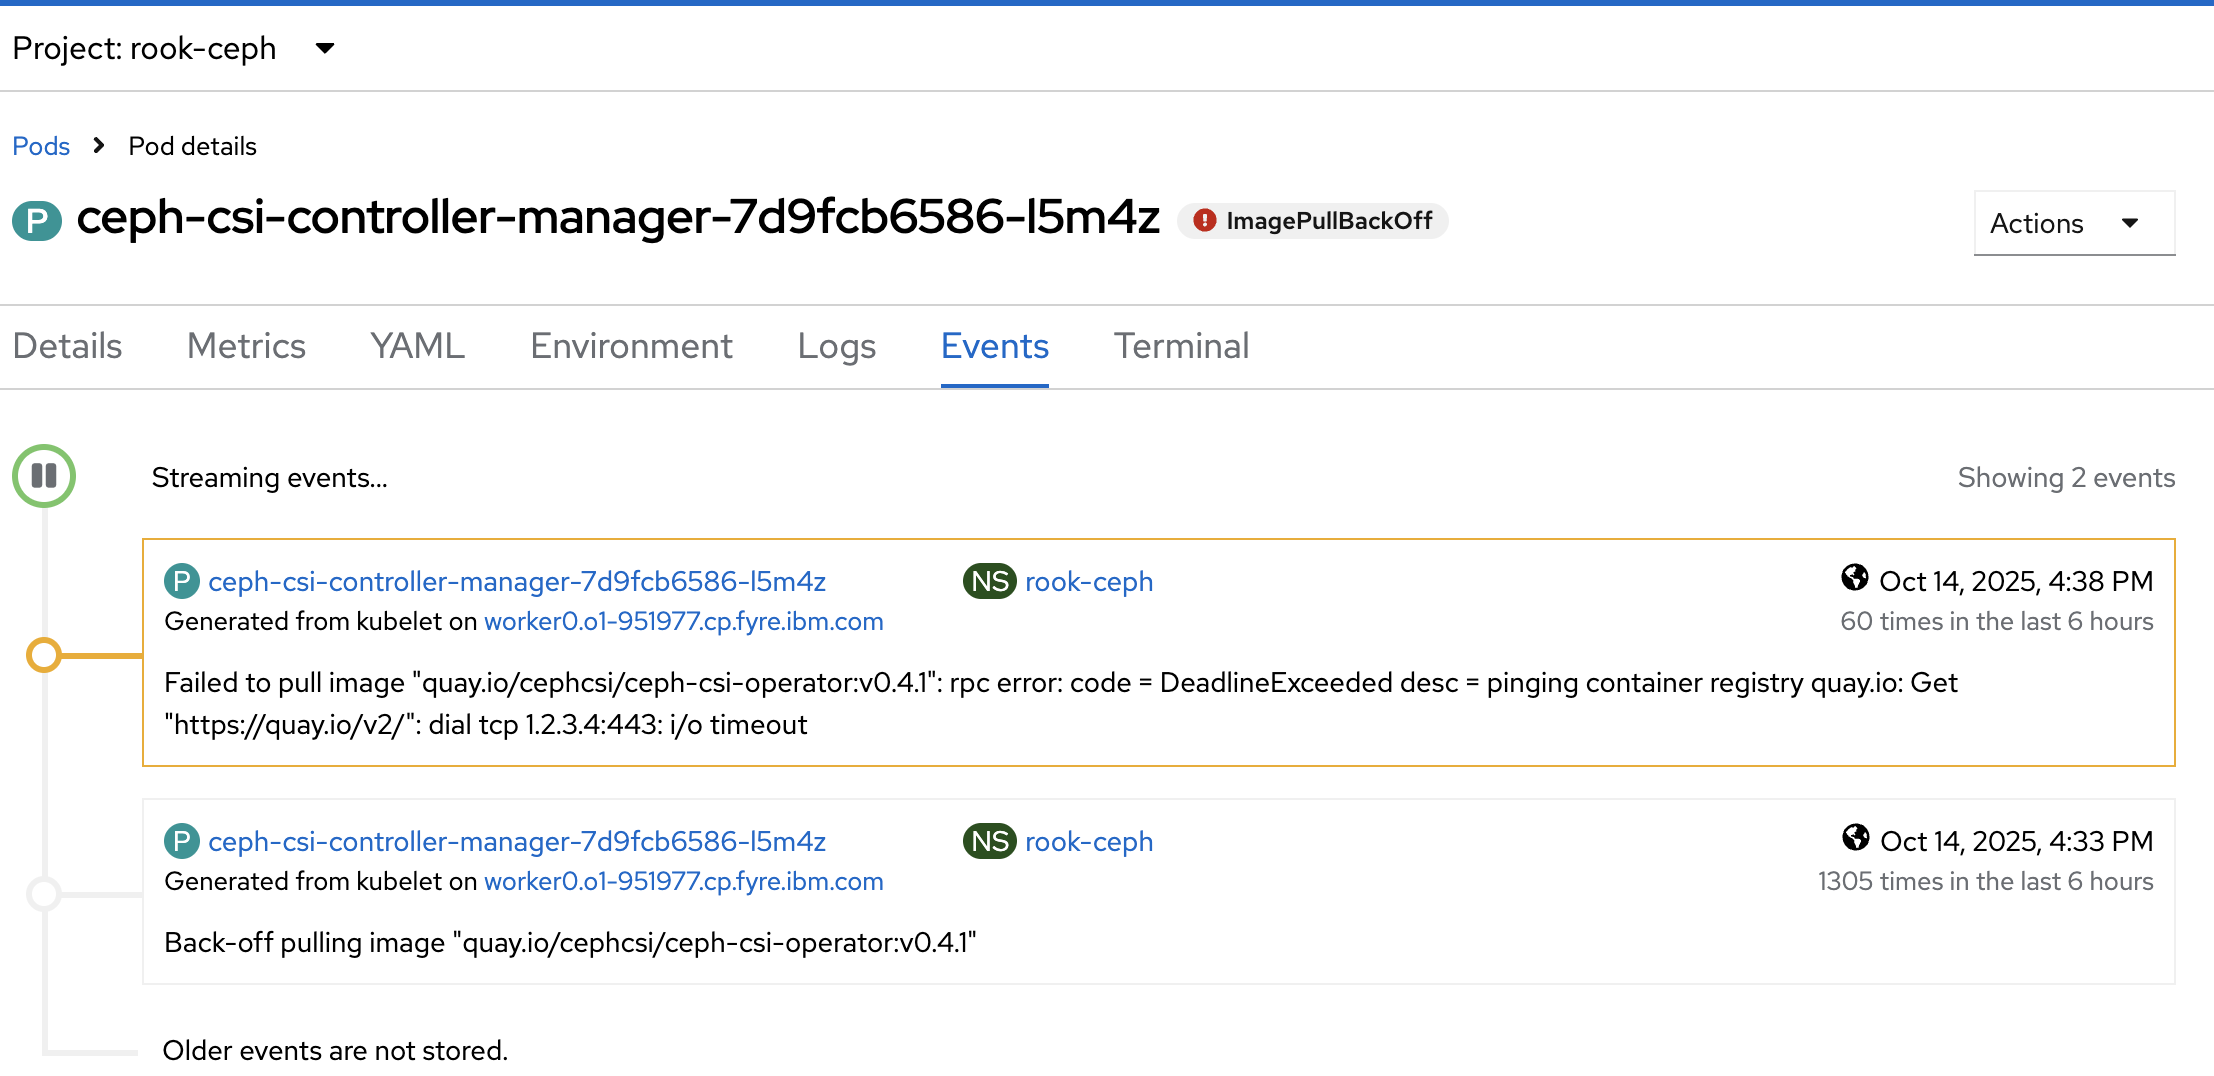 Project: rook-ceph
Pods > Pod details
P ceph-csi-controller-manager-7d9fcb6586-l5m4z ImagePullBackOff
Actions
Details Metrics YAML Environment Logs Events Terminal
Streaming events...
Showing 2 events
P ceph-csi-controller-manager-7d9fcb6586-l5m4z NS rook-ceph Oct 14, 2025, 4:38 PM
Generated from kubelet on worker0.o1-951977.cp.fyre.ibm.com 60 times in the last 6 hours
Failed to pull image "quay.io/cephcsi/ceph-csi-operator:v0.4.1": rpc error: code = DeadlineExceeded desc = pinging container registry quay.io: Get
"https://quay.io/v2/": dial tcp 1.2.3.4:443: i/o timeout
P ceph-csi-controller-manager-7d9fcb6586-l5m4z NS rook-ceph Oct 14, 2025, 4:33 PM
Generated from kubelet on worker0.o1-951977.cp.fyre.ibm.com 1305 times in the last 6 hours
Back-off pulling image "quay.io/cephcsi/ceph-csi-operator:v0.4.1"
Older events are not stored.